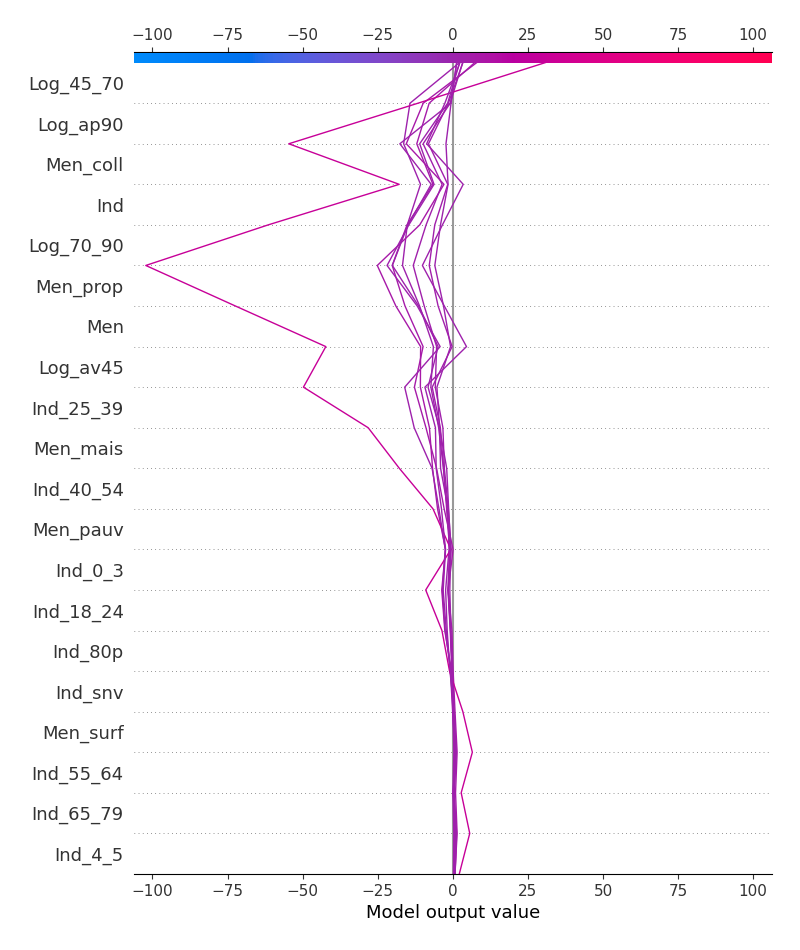 −100 −75 −50 −25 0 25 50 75 100
Log_45_70
Log_ap90
Men_coll
Ind
Log_70_90
Men_prop
Men
Log_av45
Ind_25_39
Men_mais
Ind_40_54
Men_pauv
Ind_0_3
Ind_18_24
Ind_80p
Ind_snv
Men_surf
Ind_55_64
Ind_65_79
Ind_4_5
−100 −75 −50 −25 0 25 50 75 100
Model output value